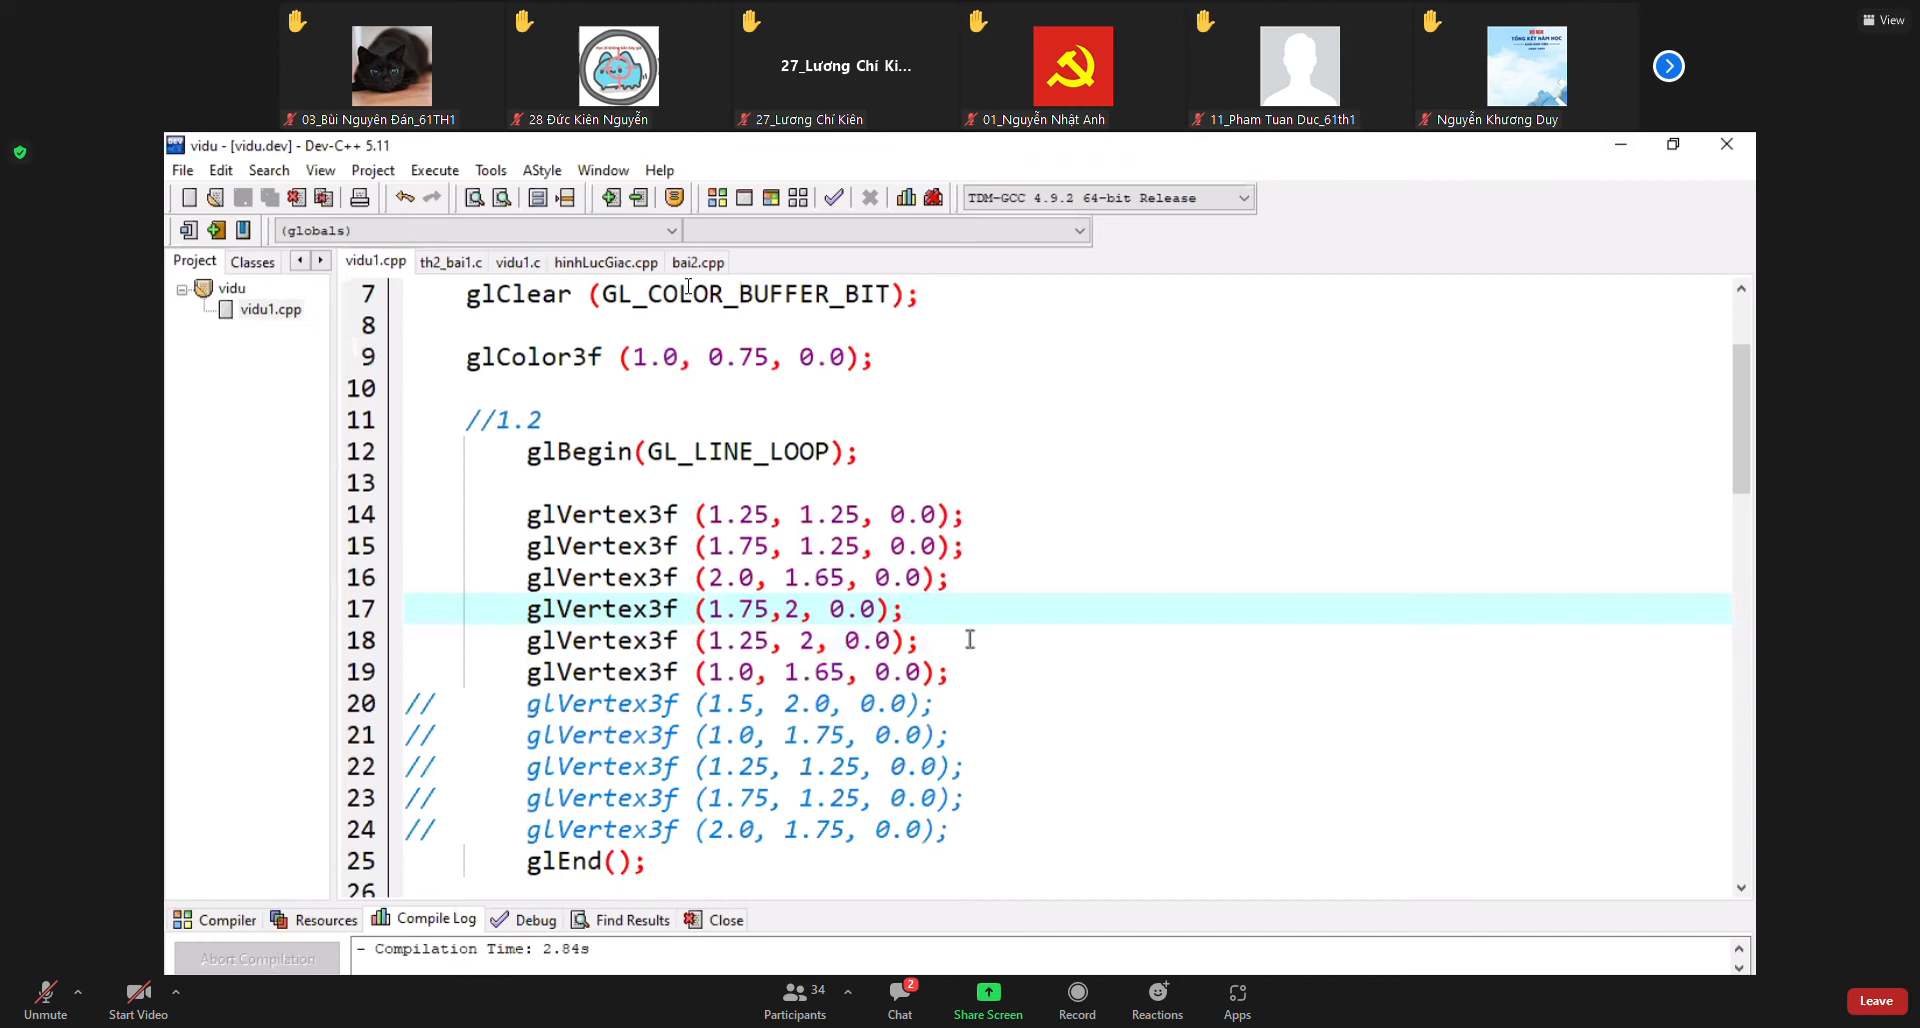 View
27_Lương Chí Ki...
TỔNG KẾT NĂM HỌC
03_Bùi Nguyên Đán_61TH1
28 Đức Kiên Nguyễn
27_Lương Chí Kiên
01_Nguyễn Nhật Anh
11_Pham Tuan Duc_61th1
Nguyễn Khương Duy
vidu - [vidu.dev] - Dev-C++ 5.11
File Edit Search View Project Execute Tools AStyle Window Help
TDM-GCC 4.9.2 64-bit Release
(globals)
Project Classes
vidu1.cpp th2_bai1.c vidu1.c hinhLucGiac.cpp bai2.cpp
vidu
vidu1.cpp
7 glClear (GL_COLOR_BUFFER_BIT);
8
9 glColor3f (1.0, 0.75, 0.0);
10
11 //1.2
12 glBegin(GL_LINE_LOOP);
13
14 glVertex3f (1.25, 1.25, 0.0);
15 glVertex3f (1.75, 1.25, 0.0);
16 glVertex3f (2.0, 1.65, 0.0);
17 glVertex3f (1.75,2, 0.0);
18 glVertex3f (1.25, 2, 0.0);
19 glVertex3f (1.0, 1.65, 0.0);
20 // glVertex3f (1.5, 2.0, 0.0);
21 // glVertex3f (1.0, 1.75, 0.0);
22 // glVertex3f (1.25, 1.25, 0.0);
23 // glVertex3f (1.75, 1.25, 0.0);
24 // glVertex3f (2.0, 1.75, 0.0);
25 glEnd();
26
Compiler Resources Compile Log Debug Find Results Close
Abort Compilation
- Compilation Time: 2.84s
Unmute
Start Video
34
Participants
2
Chat
Share Screen
Record
Reactions
Apps
Leave